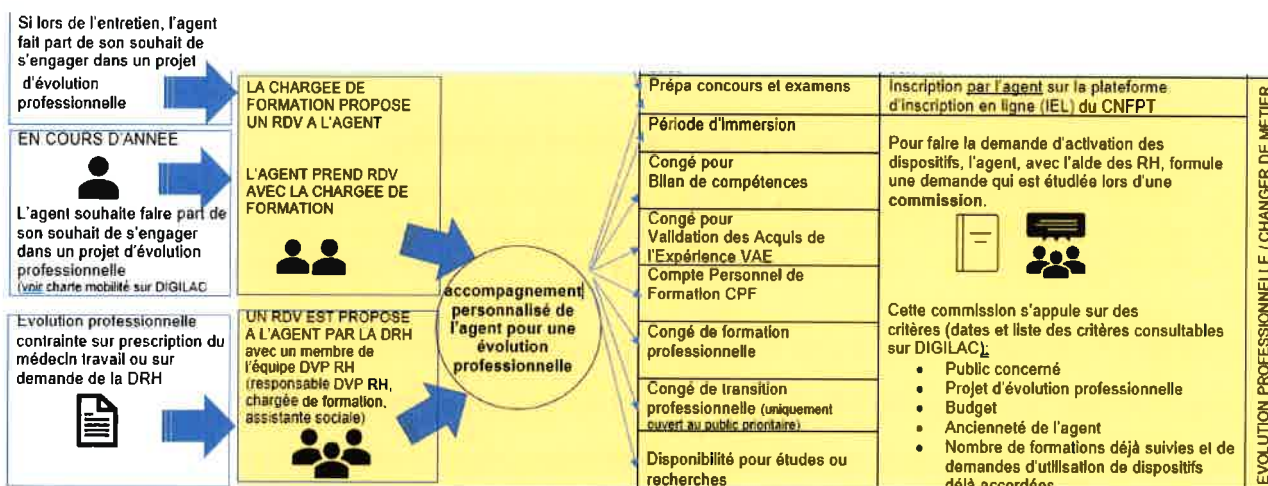 Si lors de l'entretien, l'agent
fait part de son souhait de
s'engager dans un projet
d'évolution
professionnelle
EN COURS D'ANNEE
L'agent souhaite faire part de
son souhait de s'engager
dans un projet d'évolution
professionnelle
(voir charte mobilité sur DIGILAC
Evolution professionnelle
contrainte sur prescription du
médecin travail ou sur
demande de la DRH
LA CHARGEE DE
FORMATION PROPOSE
UN RDV A L'AGENT
L'AGENT PREND RDV
AVEC LA CHARGEE DE
FORMATION
UN RDV EST PROPOSE
A L'AGENT PAR LA DRH
avec un membre de
l'équipe DVP RH
(responsable DVP RH,
chargée de formation,
assistante sociale)
accompagnement
personnalisé de
l'agent pour une
évolution
professionnelle
Prépa concours et examens
Période d'Immersion
Congé pour
Bilan de compétences
Congé pour
Validation des Acquis de
l'Expérience VAE
Compte Personnel de
Formation CPF
Congé de formation
professionnelle
Congé de transition
professionnelle (uniquement
ouvert au public prioritaire)
Disponibilité pour études ou
recherches
Inscription par l'agent sur la plateforme
d'inscription en ligne (IEL) du CNFPT
Pour faire la demande d'activation des
dispositifs, l'agent, avec l'aide des RH, formule
une demande qui est étudiée lors d'une
commission.
Cette commission s'appuie sur des
critères (dates et liste des critères consultables
sur DIGILAC):
• Public concerné
• Projet d'évolution professionnelle
• Budget
• Ancienneté de l'agent
• Nombre de formations déjà suivies et de
demandes d'utilisation de dispositifs
déjà accordées
EVOLUTION PROFESSIONNELLE / CHANGER DE METIER